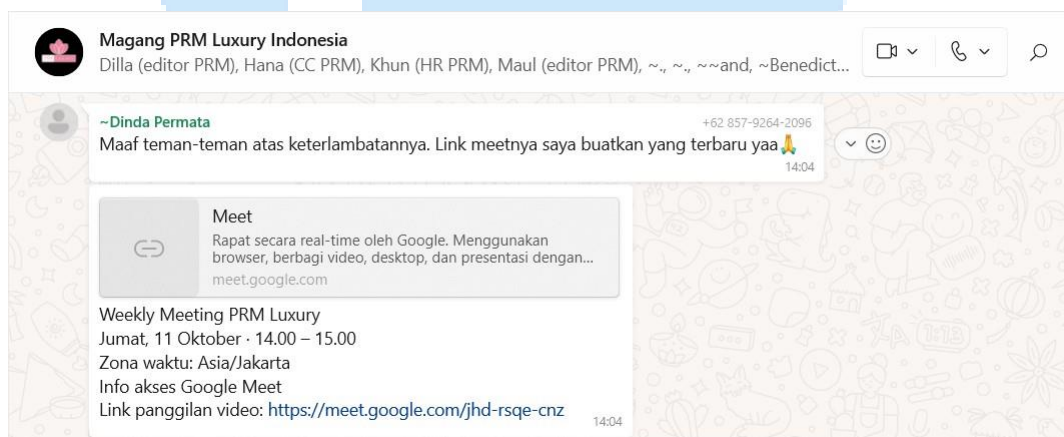 Magang PRM Luxury Indonesia
Dilla (editor PRM), Hana (CC PRM), Khun (HR PRM), Maul (editor PRM), ~., ~., ~~and, ~Benedict...
~Dinda Permata
+62 857-9264-2096
Maaf teman-teman atas keterlambatannya. Link meetnya saya buatkan yang terbaru yaa🙏
14:04
Meet
Rapat secara real-time oleh Google. Menggunakan
browser, berbagi video, desktop, dan presentasi dengan...
meet.google.com
Weekly Meeting PRM Luxury
Jumat, 11 Oktober · 14.00 – 15.00
Zona waktu: Asia/Jakarta
Info akses Google Meet
Link panggilan video: https://meet.google.com/jhd-rsqe-cnz
14:04